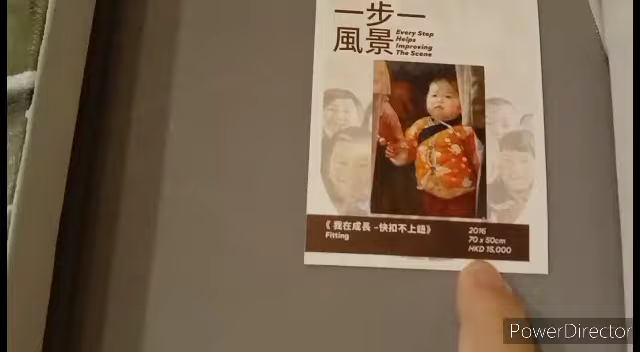 一步一
風景
Every Step
Helps
Improving
The Scene
《 我在成長 -快扣不上鈕》
Fitting
2016
70 x 50cm
HKD 15,000
PowerDirector